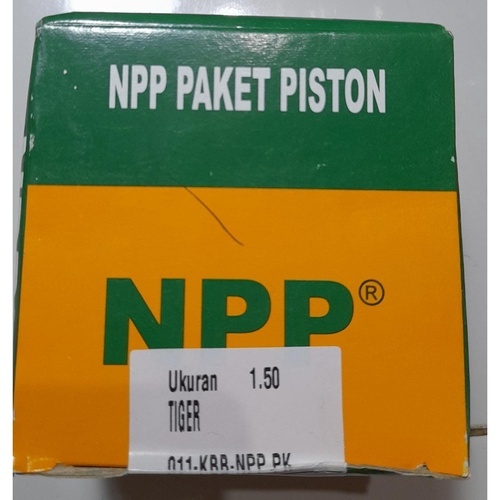 NPP PAKET PISTON
NPP®
Ukuran 1.50
TIGER
011-KBB-NPP PK